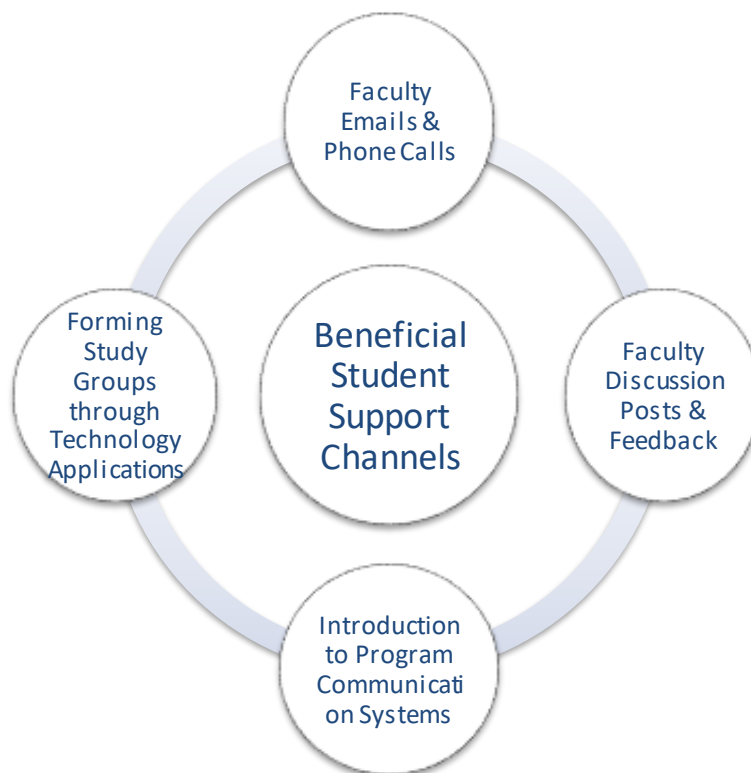 Faculty
Emails &
Phone Calls
Forming
Study
Groups
through
Technology
Applications
Beneficial
Student
Support
Channels
Faculty
Discussion
Posts &
Feedback
Introduction
to Program
Communicati
on Systems